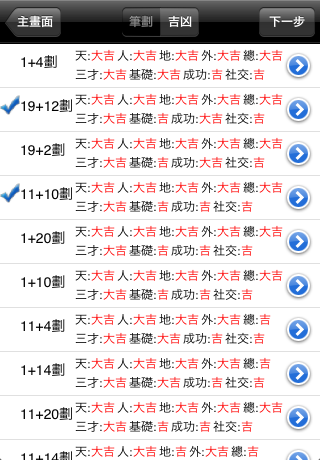 主畫面 筆劃 吉凶 下一步
1+4劃
天:大吉 人:大吉 地:大吉 外:大吉 總:大吉
三才:大吉 基礎:大吉 成功:吉 社交:吉
19+12劃
天:大吉 人:大吉 地:大吉 外:大吉 總:大吉
三才:大吉 基礎:吉 成功:大吉 社交:吉
19+2劃
天:大吉 人:大吉 地:大吉 外:大吉 總:大吉
三才:大吉 基礎:吉 成功:大吉 社交:吉
11+10劃
天:大吉 人:大吉 地:大吉 外:大吉 總:大吉
三才:大吉 基礎:吉 成功:吉 社交:吉
1+20劃
天:大吉 人:大吉 地:大吉 外:大吉 總:大吉
三才:大吉 基礎:吉 成功:吉 社交:吉
1+10劃
天:大吉 人:大吉 地:大吉 外:大吉 總:吉
三才:大吉 基礎:吉 成功:吉 社交:吉
11+4劃
天:大吉 人:大吉 地:大吉 外:大吉 總:吉
三才:大吉 基礎:大吉 成功:吉 社交:吉
1+14劃
天:大吉 人:大吉 地:大吉 外:大吉 總:吉
三才:大吉 基礎:大吉 成功:吉 社交:吉
11+20劃
天:大吉 人:大吉 地:大吉 外:大吉 總:大吉
三才:大吉 基礎:吉 成功:吉 社交:吉
11+14劃
天:大吉 人:大吉 地:吉 外:大吉 總:吉